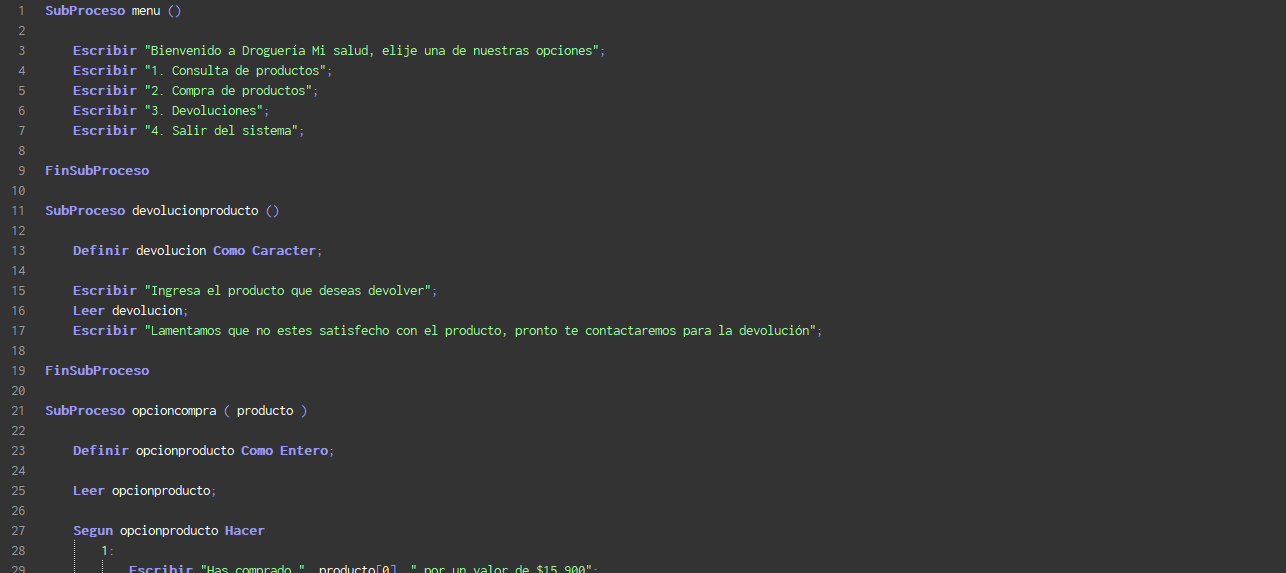 1 SubProceso menu ()
2
3 Escribir "Bienvenido a Droguería Mi salud, elije una de nuestras opciones";
4 Escribir "1. Consulta de productos";
5 Escribir "2. Compra de productos";
6 Escribir "3. Devoluciones";
7 Escribir "4. Salir del sistema";
8
9 FinSubProceso
10
11 SubProceso devolucionproducto ()
12
13 Definir devolucion Como Caracter;
14
15 Escribir "Ingresa el producto que deseas devolver";
16 Leer devolucion;
17 Escribir "Lamentamos que no estes satisfecho con el producto, pronto te contactaremos para la devolución";
18
19 FinSubProceso
20
21 SubProceso opcioncompra ( producto )
22
23 Definir opcionproducto Como Entero;
24
25 Leer opcionproducto;
26
27 Segun opcionproducto Hacer
28 1:
29 Escribir "Has comprado ", producto[0], " por un valor de $15.900";